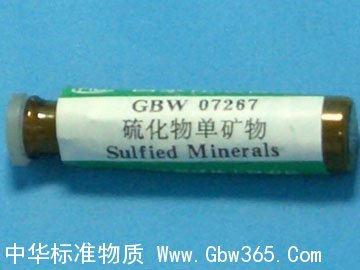 GBW 07267
硫化物单矿物
Sulfied Minerals
中华标准物质 Www.Gbw365.Com